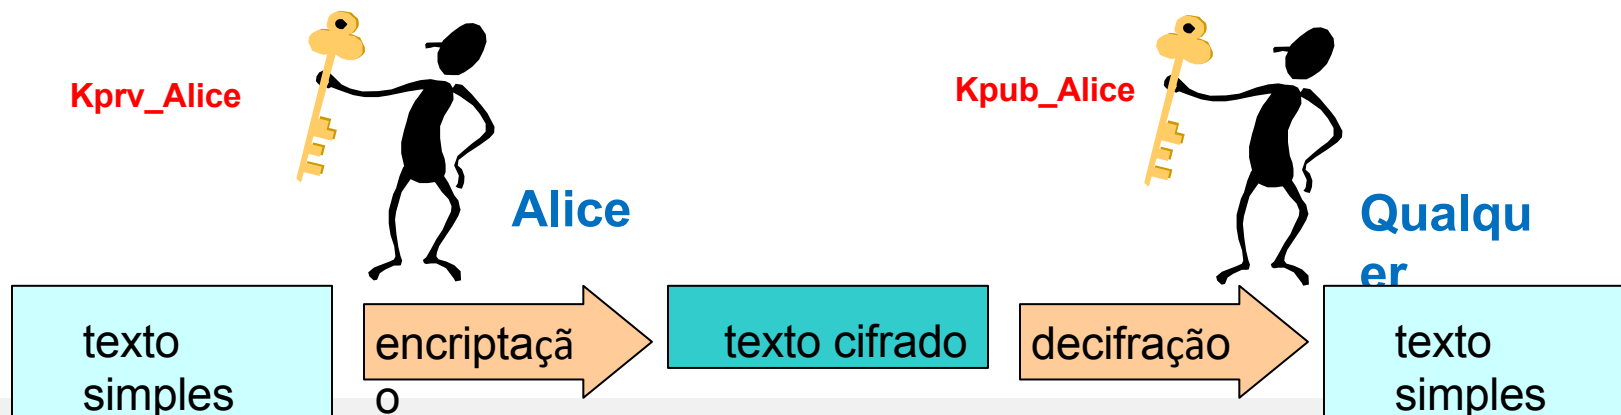 Kprv_Alice
Kpub_Alice
Alice
Qualqu
er
texto
simples
encriptaçã
o
texto cifrado
decifração
texto
simples